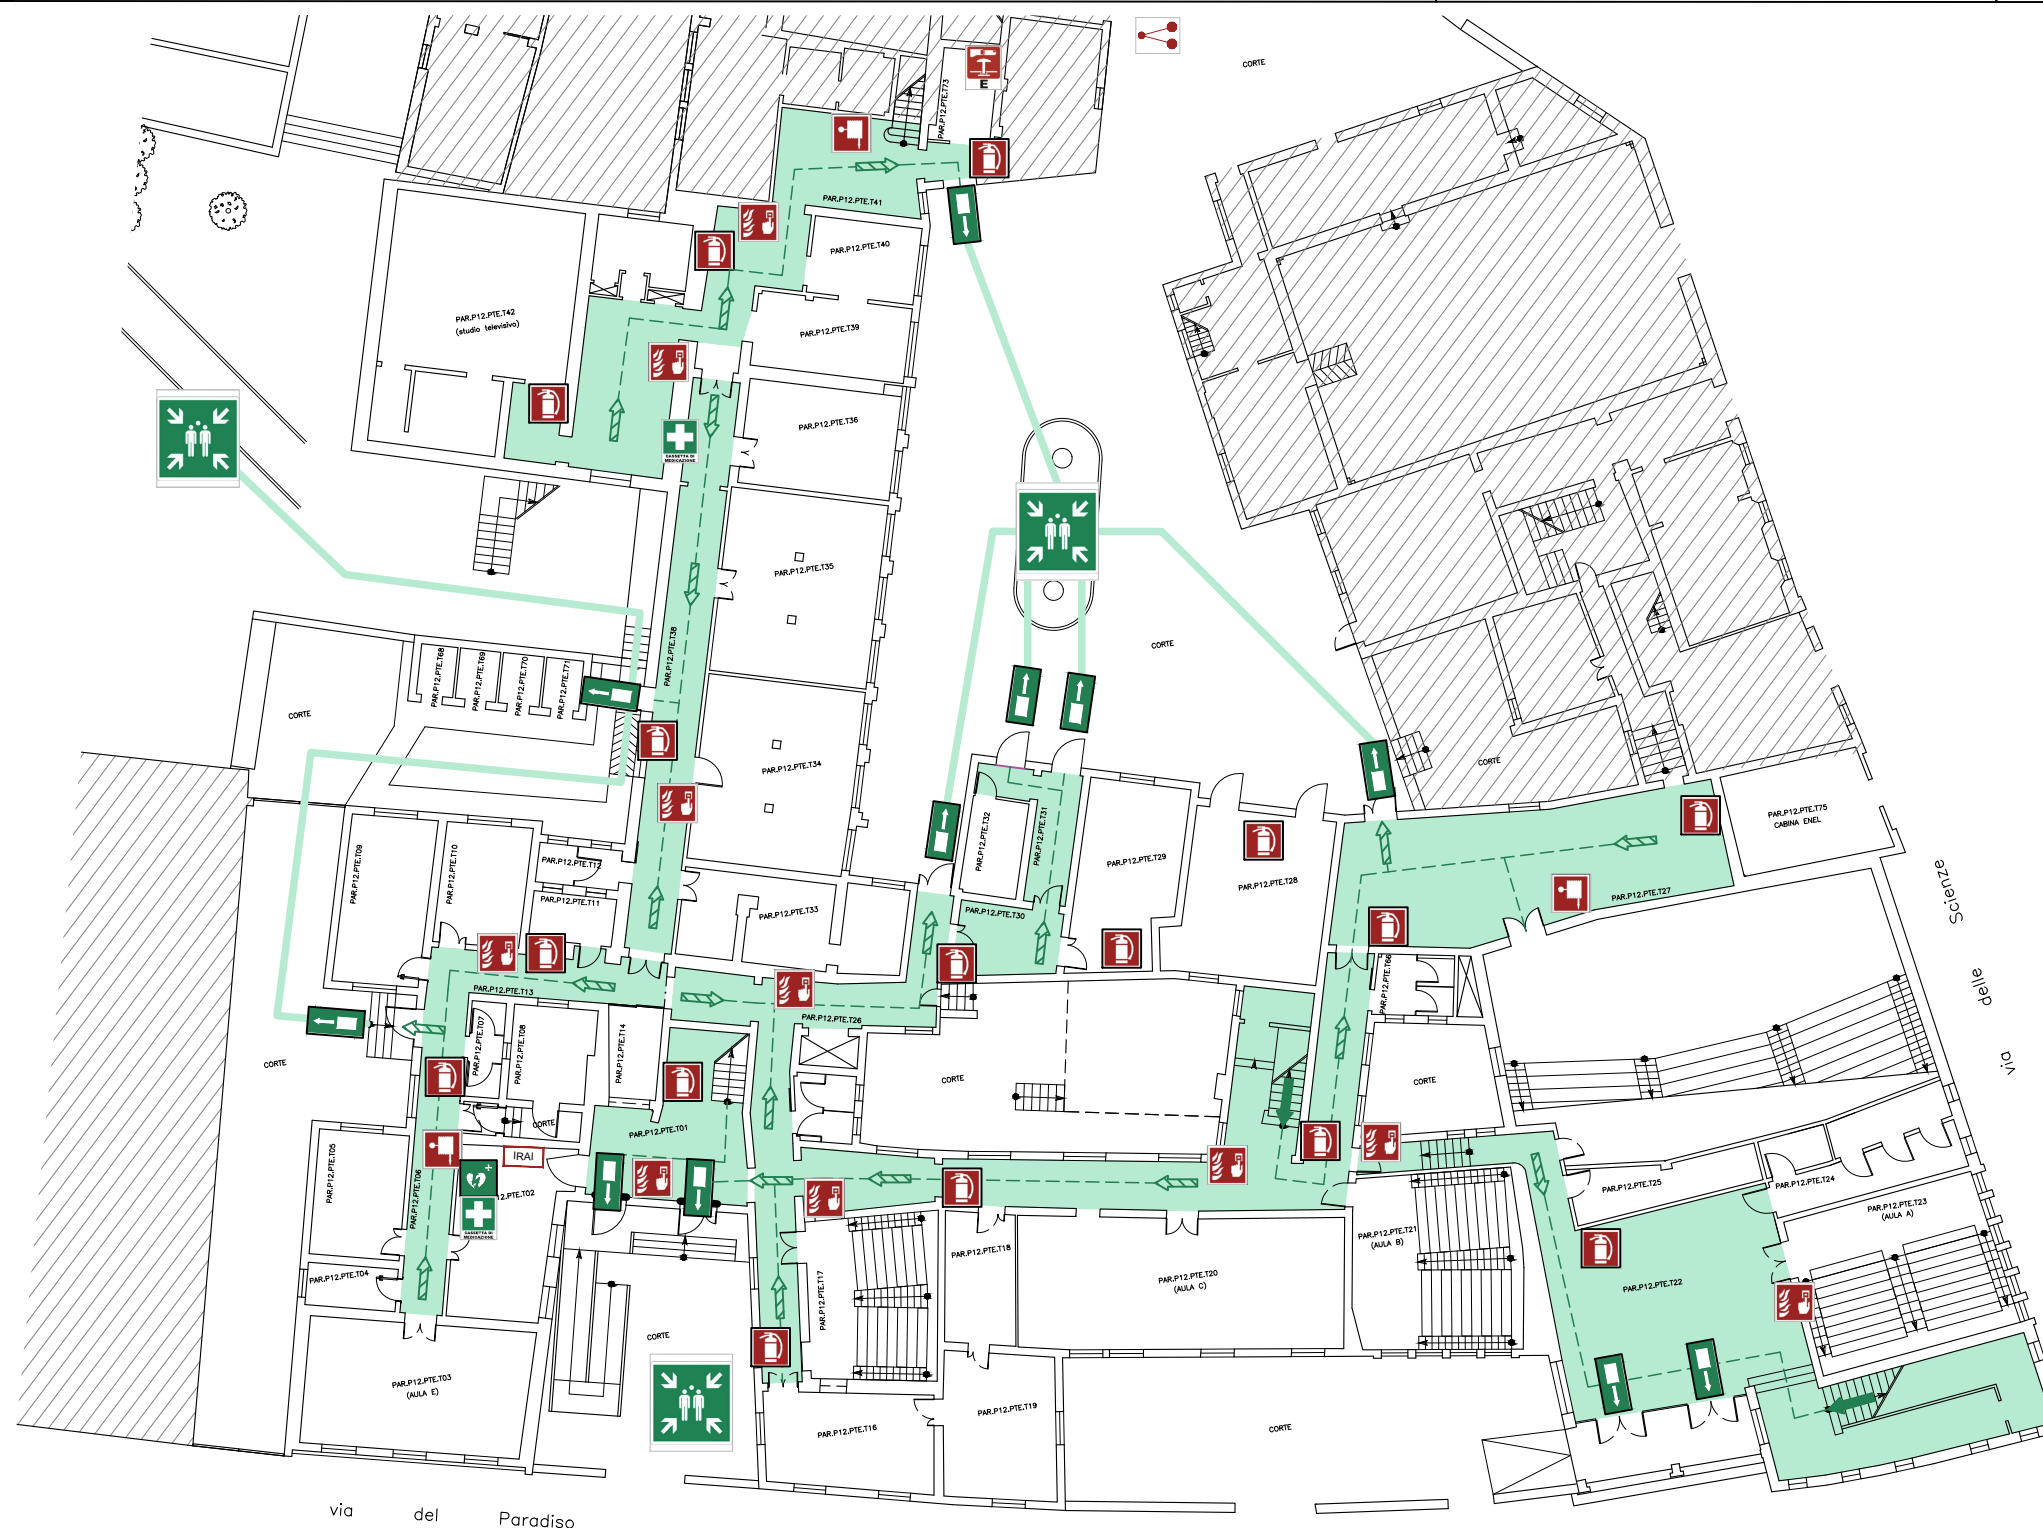 CORTE
E
PAR.P12.PTE.T73
PAR.P12.PTE.T41
PAR.P12.PTE.T40
PAR.P12.PTE.T42
(studio televisivo)
PAR.P12.PTE.T39
PAR.P12.PTE.T36
CASSETTA DI
MEDICAZIONE
PAR.P12.PTE.T35
PAR.P12.PTE.T38
CORTE
PAR.P12.PTE.T68
PAR.P12.PTE.T69
PAR.P12.PTE.T70
PAR.P12.PTE.T71
CORTE
PAR.P12.PTE.T34
CORTE
PAR.P12.PTE.T75
CABINA ENEL
PAR.P12.PTE.T09
PAR.P12.PTE.T10
PAR.P12.PTE.T12
PAR.P12.PTE.T11
PAR.P12.PTE.T33
PAR.P12.PTE.T32
PAR.P12.PTE.T31
PAR.P12.PTE.T30
PAR.P12.PTE.T29
PAR.P12.PTE.T28
PAR.P12.PTE.T27
PAR.P12.PTE.T66
via delle Scienze
PAR.P12.PTE.T13
PAR.P12.PTE.T26
PAR.P12.PTE.T07
PAR.P12.PTE.T08
PAR.P12.PTE.T14
CORTE
CORTE
CORTE
CORTE
PAR.P12.PTE.T01
IRAI
PAR.P12.PTE.T05
PAR.P12.PTE.T06
12.PTE.T02
CASSETTA DI
MEDICAZIONE
PAR.P12.PTE.T25
PAR.P12.PTE.T24
PAR.P12.PTE.T23
(AULA A)
PAR.P12.PTE.T21
(AULA B)
PAR.P12.PTE.T18
PAR.P12.PTE.T04
PAR.P12.PTE.T17
PAR.P12.PTE.T20
(AULA C)
PAR.P12.PTE.T22
CORTE
PAR.P12.PTE.T03
(AULA E)
PAR.P12.PTE.T16
PAR.P12.PTE.T19
CORTE
via del Paradiso